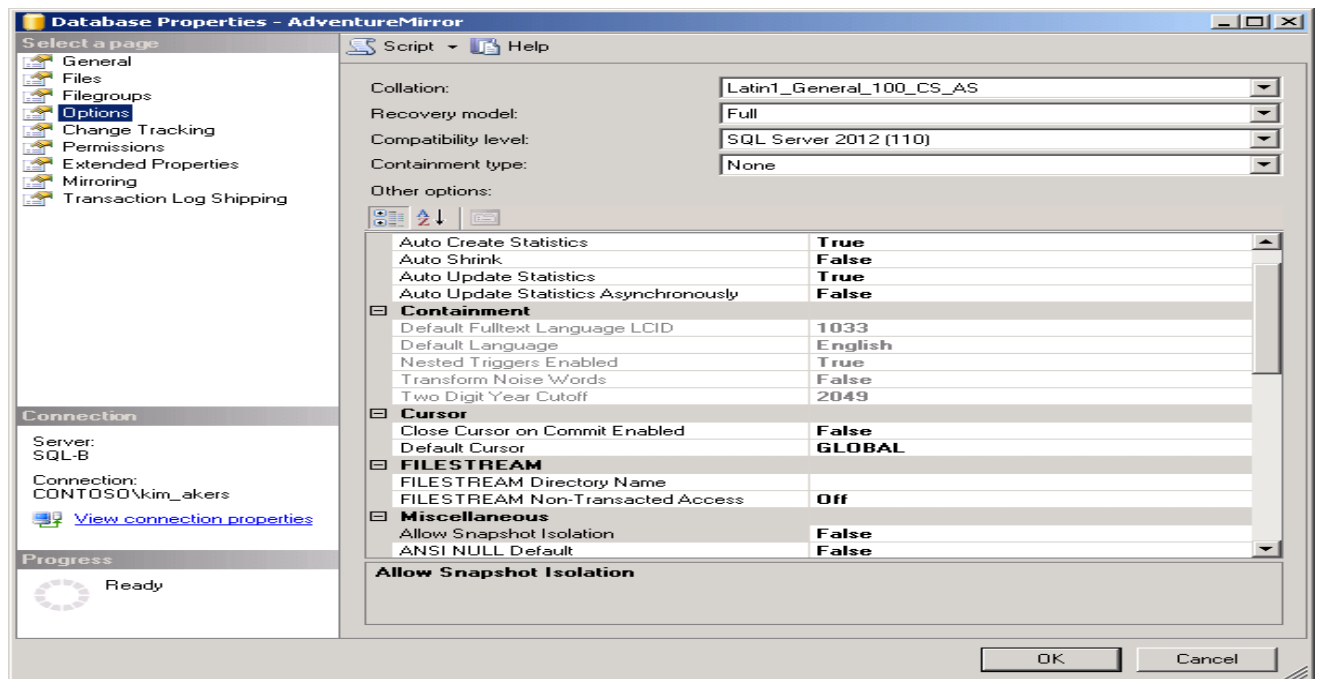 Database Properties - AdventureMirror
Select a page
General
Files
Filegroups
Options
Change Tracking
Permissions
Extended Properties
Mirroring
Transaction Log Shipping
Connection
Server:
SQL-B
Connection:
CONTOSO\kim_akers
View connection properties
Progress
Ready
Script Help
Collation: Latin1_General_100_CS_AS
Recovery model: Full
Compatibility level: SQL Server 2012 (110)
Containment type: None
Other options:
Auto Create Statistics True
Auto Shrink False
Auto Update Statistics True
Auto Update Statistics Asynchronously False
Containment
Default Fulltext Language LCID 1033
Default Language English
Nested Triggers Enabled True
Transform Noise Words False
Two Digit Year Cutoff 2049
Cursor
Close Cursor on Commit Enabled False
Default Cursor GLOBAL
FILESTREAM
FILESTREAM Directory Name
FILESTREAM Non-Transacted Access Off
Miscellaneous
Allow Snapshot Isolation False
ANSI NULL Default False
Allow Snapshot Isolation
OK Cancel